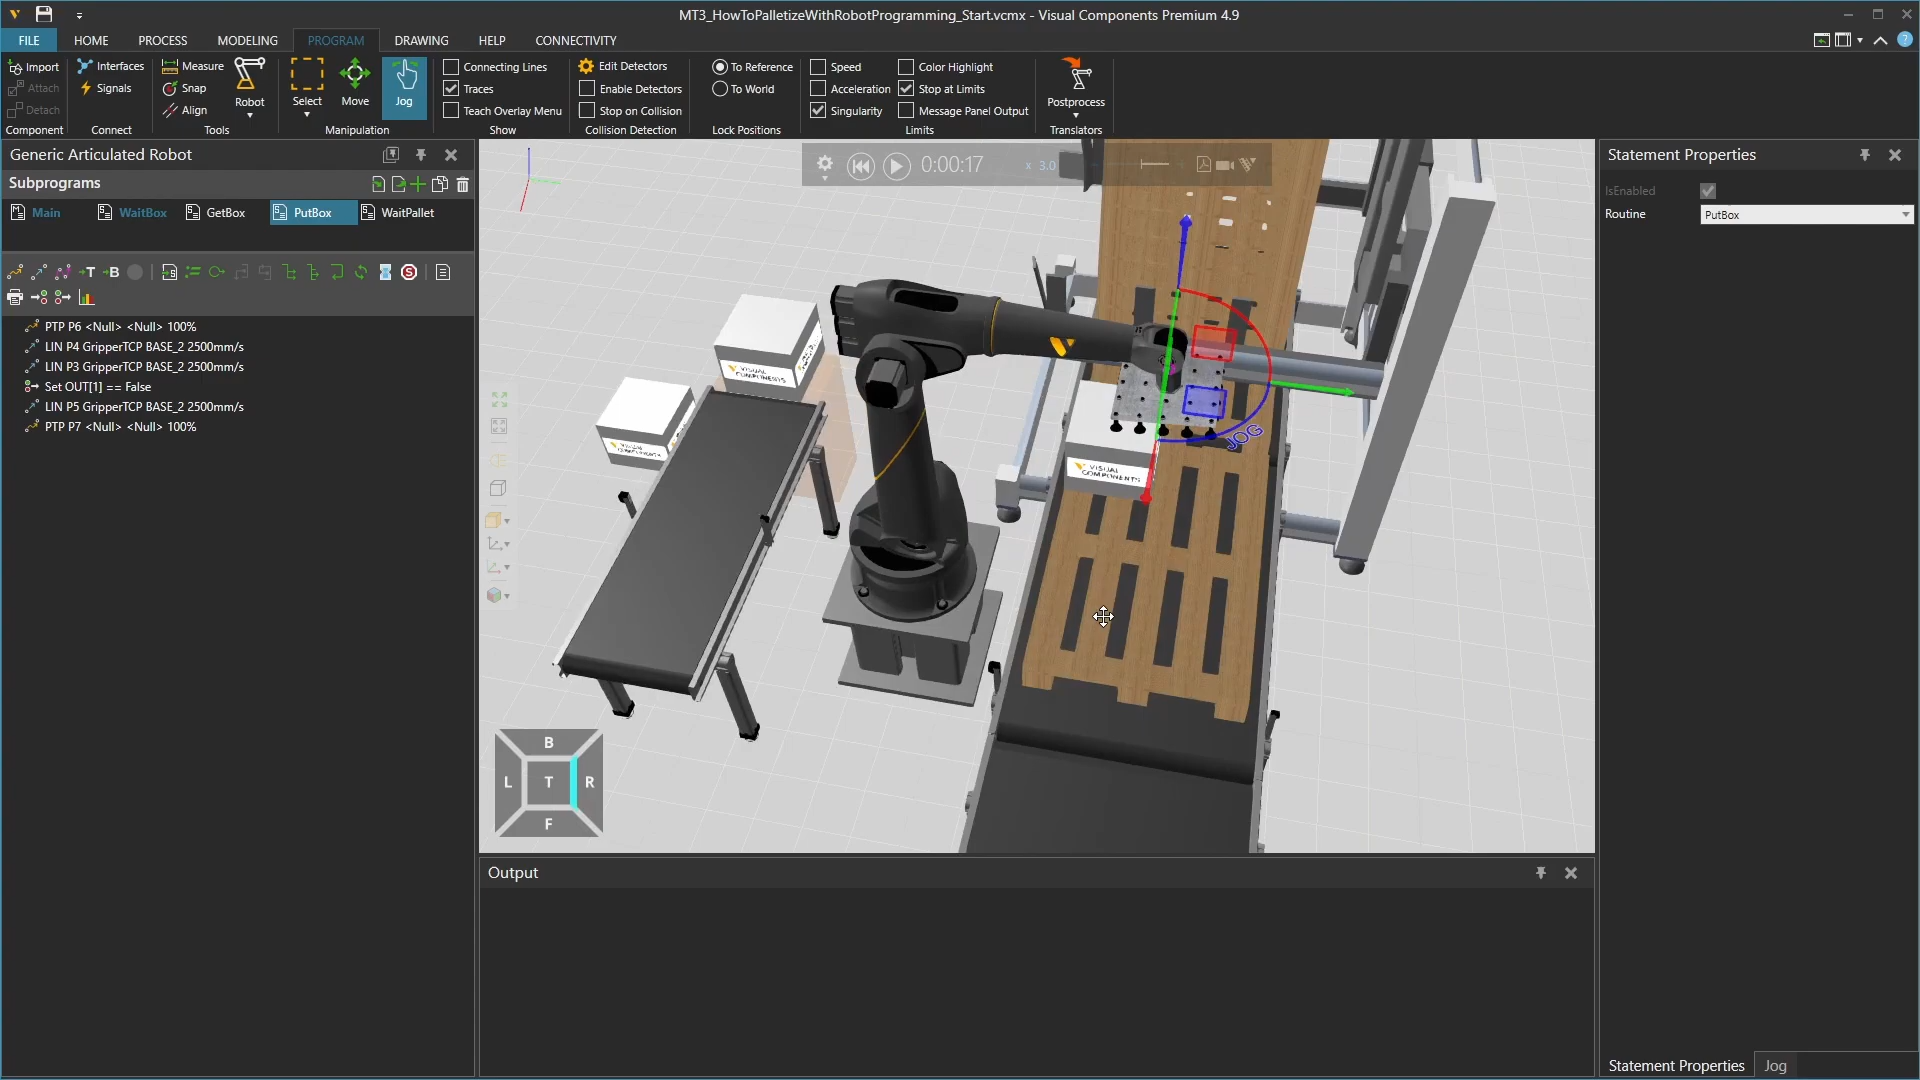 MT3_HowToPalletizeWithRobotProgramming_Start.vcmx - Visual Components Premium 4.9
FILE HOME PROCESS MODELING PROGRAM DRAWING HELP CONNECTIVITY
Import Interfaces Measure Connecting Lines Edit Detectors To Reference Speed Color Highlight
Attach Signals Snap Traces Enable Detectors To World Acceleration Stop at Limits
Detach Align Robot Select Move Jog Teach Overlay Menu Stop on Collision Singularity Message Panel Output Postprocess
Component Connect Tools Manipulation Show Collision Detection Lock Positions Limits Translators
Generic Articulated Robot
Subprograms
Main WaitBox GetBox PutBox WaitPallet
T B S S
PTP P6 <Null> <Null> 100%
LIN P4 GripperTCP BASE_2 2500mm/s
LIN P3 GripperTCP BASE_2 2500mm/s
Set OUT[1] == False
LIN P5 GripperTCP BASE_2 2500mm/s
PTP P7 <Null> <Null> 100%
0:00:17 x 3.0
VISUAL
COMPONENTS
VISUAL
COMPONENTS
JOG
B
L T R
F
Output
Statement Properties
IsEnabled
Routine PutBox
Statement Properties Jog